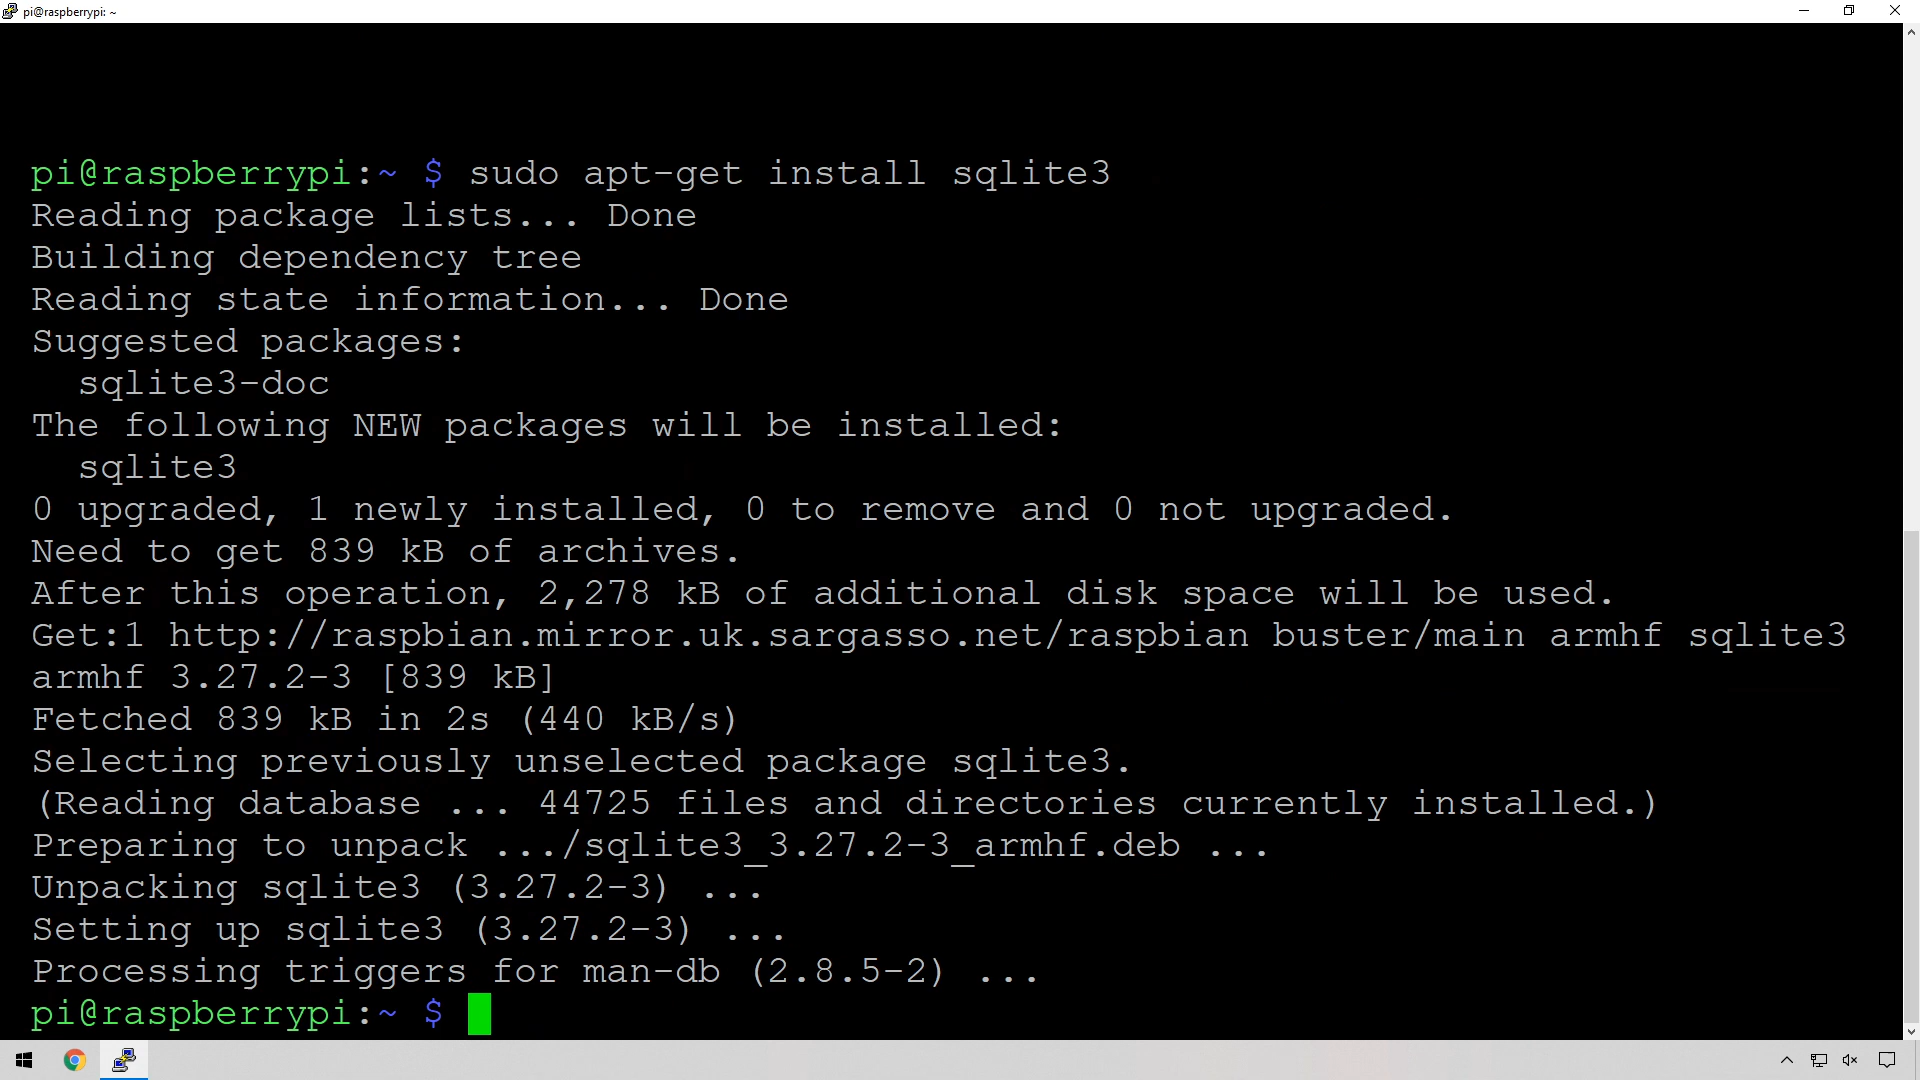 pi@raspberrypi: ~
pi@raspberrypi:~ $ sudo apt-get install sqlite3
Reading package lists... Done
Building dependency tree
Reading state information... Done
Suggested packages:
  sqlite3-doc
The following NEW packages will be installed:
  sqlite3
0 upgraded, 1 newly installed, 0 to remove and 0 not upgraded.
Need to get 839 kB of archives.
After this operation, 2,278 kB of additional disk space will be used.
Get:1 http://raspbian.mirror.uk.sargasso.net/raspbian buster/main armhf sqlite3
armhf 3.27.2-3 [839 kB]
Fetched 839 kB in 2s (440 kB/s)
Selecting previously unselected package sqlite3.
(Reading database ... 44725 files and directories currently installed.)
Preparing to unpack .../sqlite3_3.27.2-3_armhf.deb ...
Unpacking sqlite3 (3.27.2-3) ...
Setting up sqlite3 (3.27.2-3) ...
Processing triggers for man-db (2.8.5-2) ...
pi@raspberrypi:~ $